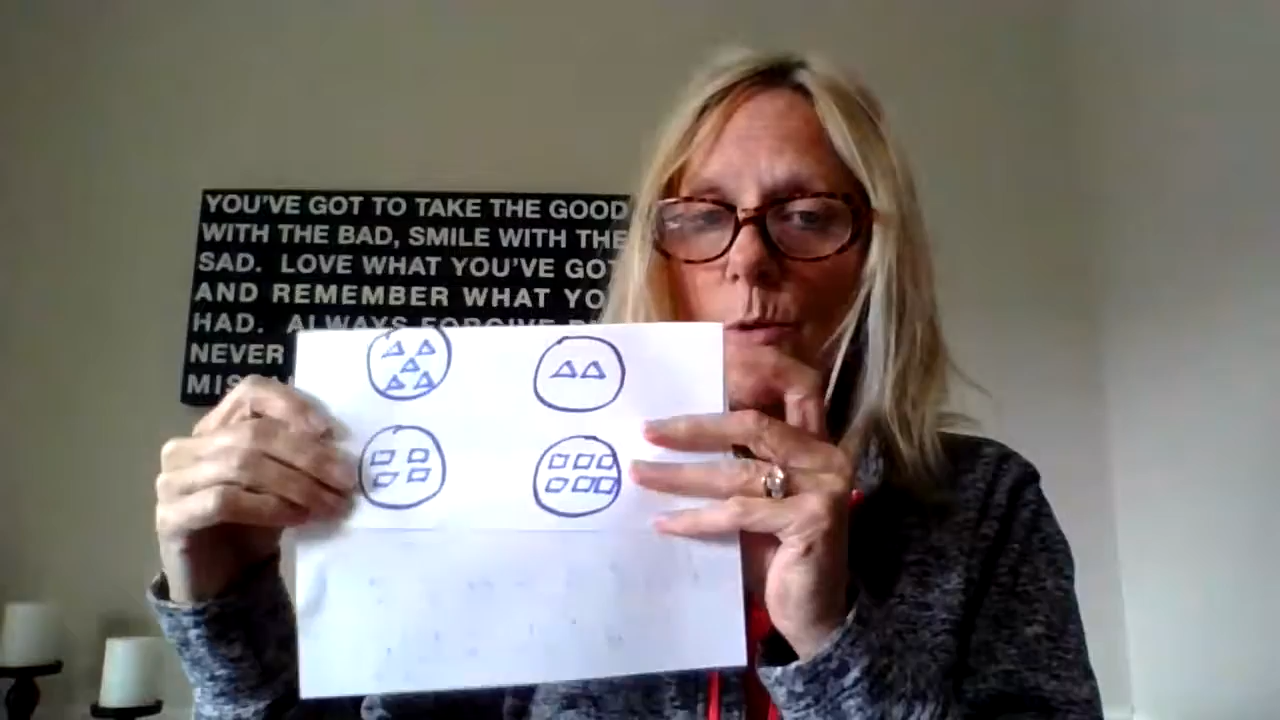 YOU'VE GOT TO TAKE THE GOOD
WITH THE BAD, SMILE WITH THE
SAD. LOVE WHAT YOU'VE GOT
AND REMEMBER WHAT YO
HAD. ALWAYS FORGIVE
NEVER